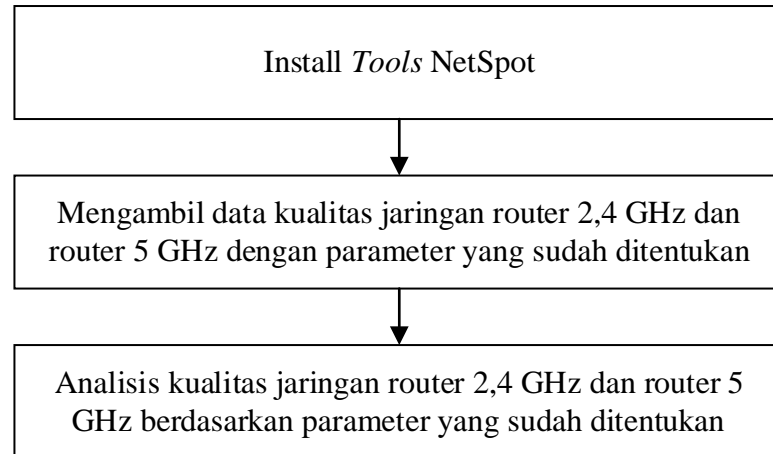 Install Tools NetSpot
Mengambil data kualitas jaringan router 2,4 GHz dan
router 5 GHz dengan parameter yang sudah ditentukan
Analisis kualitas jaringan router 2,4 GHz dan router 5
GHz berdasarkan parameter yang sudah ditentukan